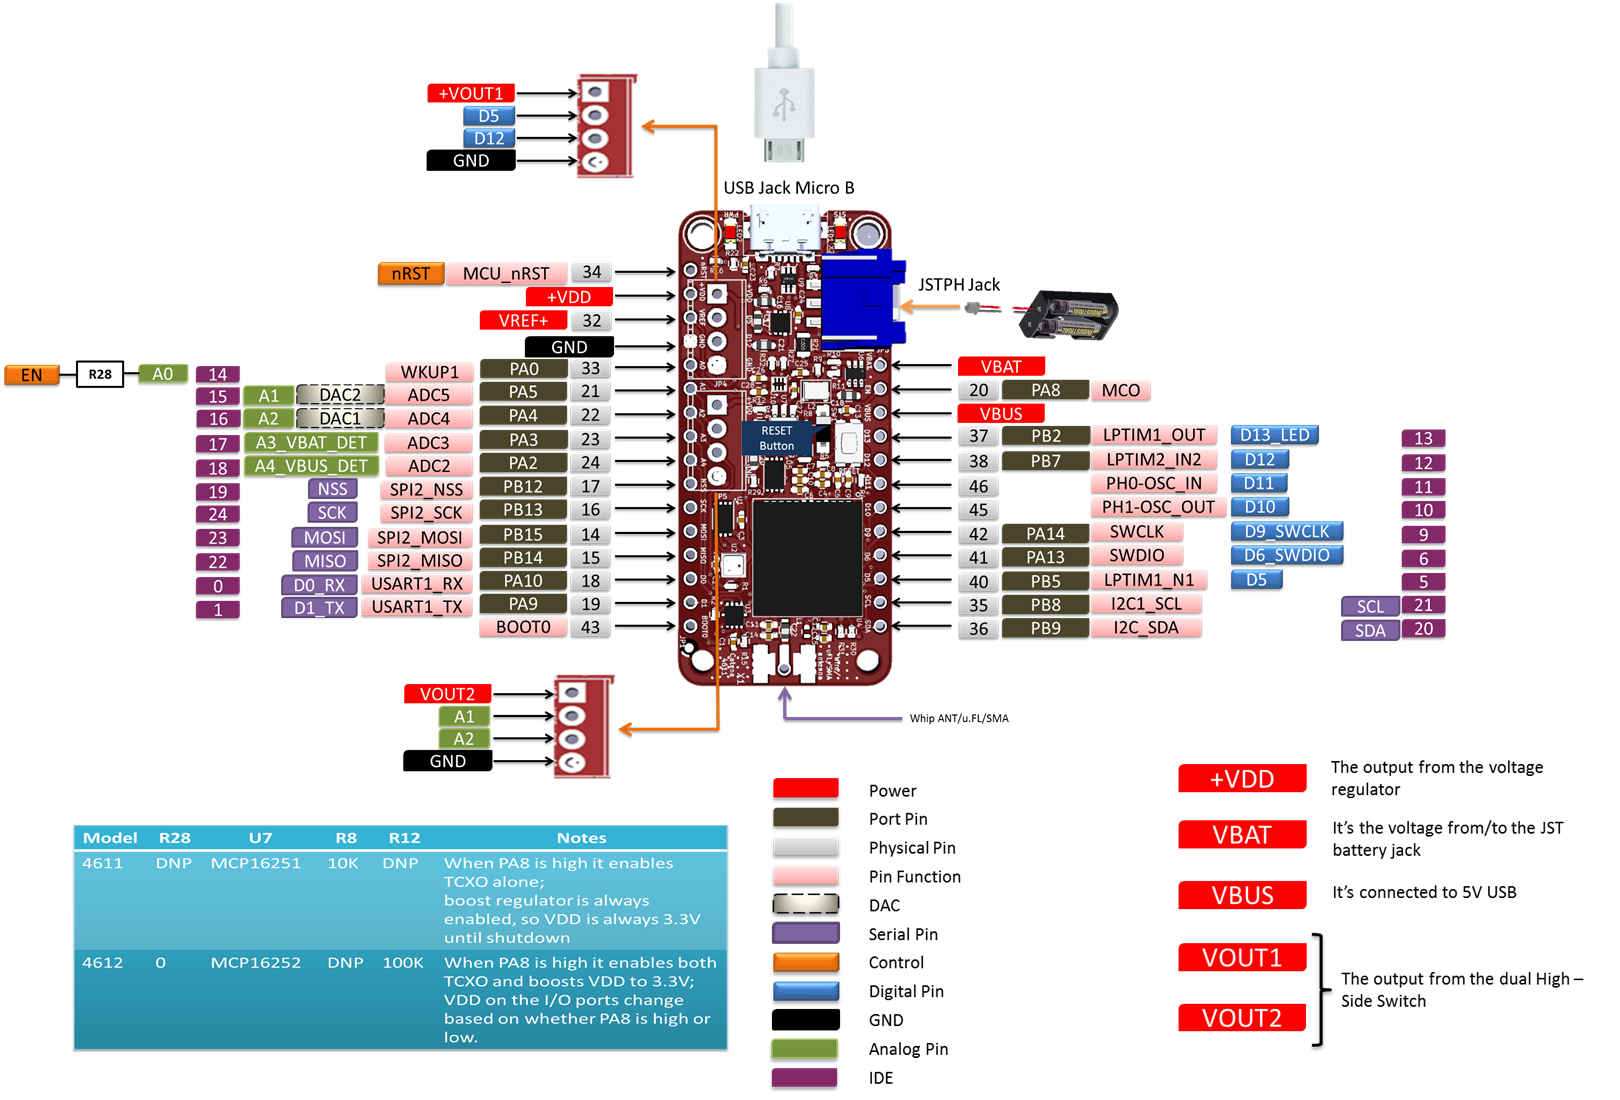 +VOUT1
D5
D12
GND
USB Jack Micro B
nRST MCU_nRST 34
+VDD
VREF+ 32
GND
EN R28 A0 14 WKUP1 PA0 33
15 A1 DAC2 ADC5 PA5 21
16 A2 DAC1 ADC4 PA4 22
17 A3_VBAT_DET ADC3 PA3 23
18 A4_VBUS_DET ADC2 PA2 24
19 NSS SPI2_NSS PB12 17
24 SCK SPI2_SCK PB13 16
23 MOSI SPI2_MOSI PB15 14
22 MISO SPI2_MISO PB14 15
0 D0_RX USART1_RX PA10 18
1 D1_TX USART1_TX PA9 19
BOOT0 43
RESET
Button
JSTPH Jack
VBAT
20 PA8 MCO
VBUS
37 PB2 LPTIM1_OUT D13_LED 13
38 PB7 LPTIM2_IN2 D12 12
46 PH0-OSC_IN D11 11
45 PH1-OSC_OUT D10 10
42 PA14 SWCLK D9_SWCLK 9
41 PA13 SWDIO D6_SWDIO 6
40 PB5 LPTIM1_N1 D5 5
35 PB8 I2C1_SCL SCL 21
36 PB9 I2C_SDA SDA 20
VOUT2
A1
A2
GND
Whip ANT/u.FL/SMA
Model R28 U7 R8 R12 Notes
4611 DNP MCP16251 10K DNP When PA8 is high it enables
TCXO alone;
boost regulator is always
enabled, so VDD is always 3.3V
until shutdown
4612 0 MCP16252 DNP 100K When PA8 is high it enables both
TCXO and boosts VDD to 3.3V;
VDD on the I/O ports change
based on whether PA8 is high or
low.
Power
Port Pin
Physical Pin
Pin Function
DAC
Serial Pin
Control
Digital Pin
GND
Analog Pin
IDE
+VDD The output from the voltage
regulator
VBAT It's the voltage from/to the JST
battery jack
VBUS It's connected to 5V USB
VOUT1
VOUT2
The output from the dual High –
Side Switch